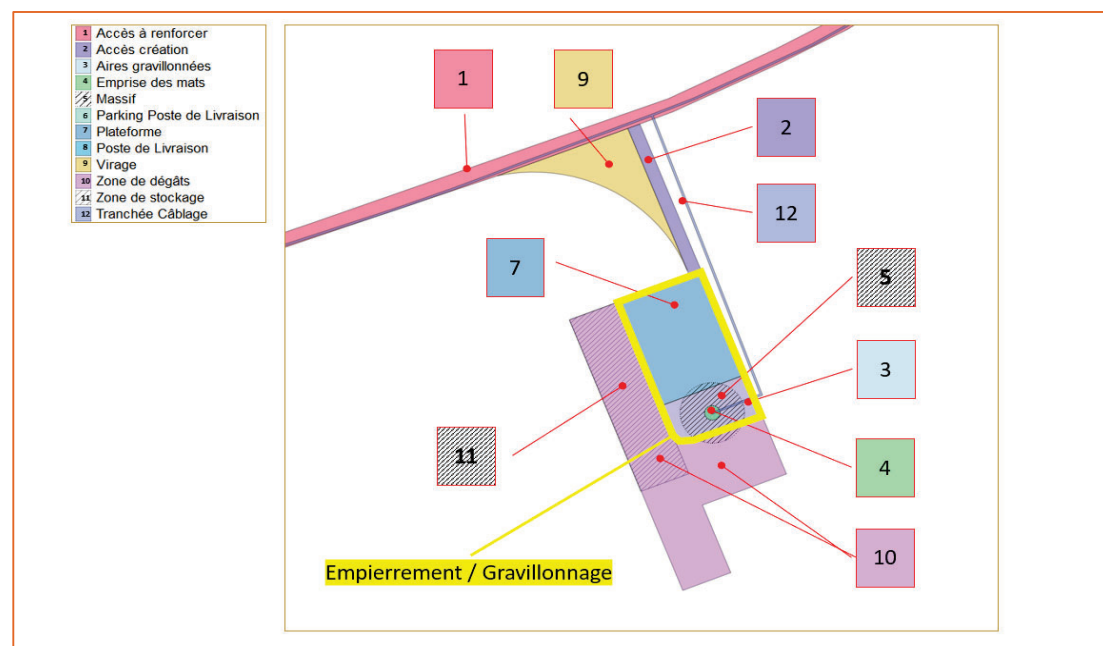 1 Accès à renforcer
2 Accès création
3 Aires gravillonnées
4 Emprise des mats
5 Massif
6 Parking Poste de Livraison
7 Plateforme
8 Poste de Livraison
9 Virage
10 Zone de dégâts
11 Zone de stockage
12 Tranchée Câblage
1
9
2
12
7
5
3
11
4
10
Empierrement / Gravillonnage